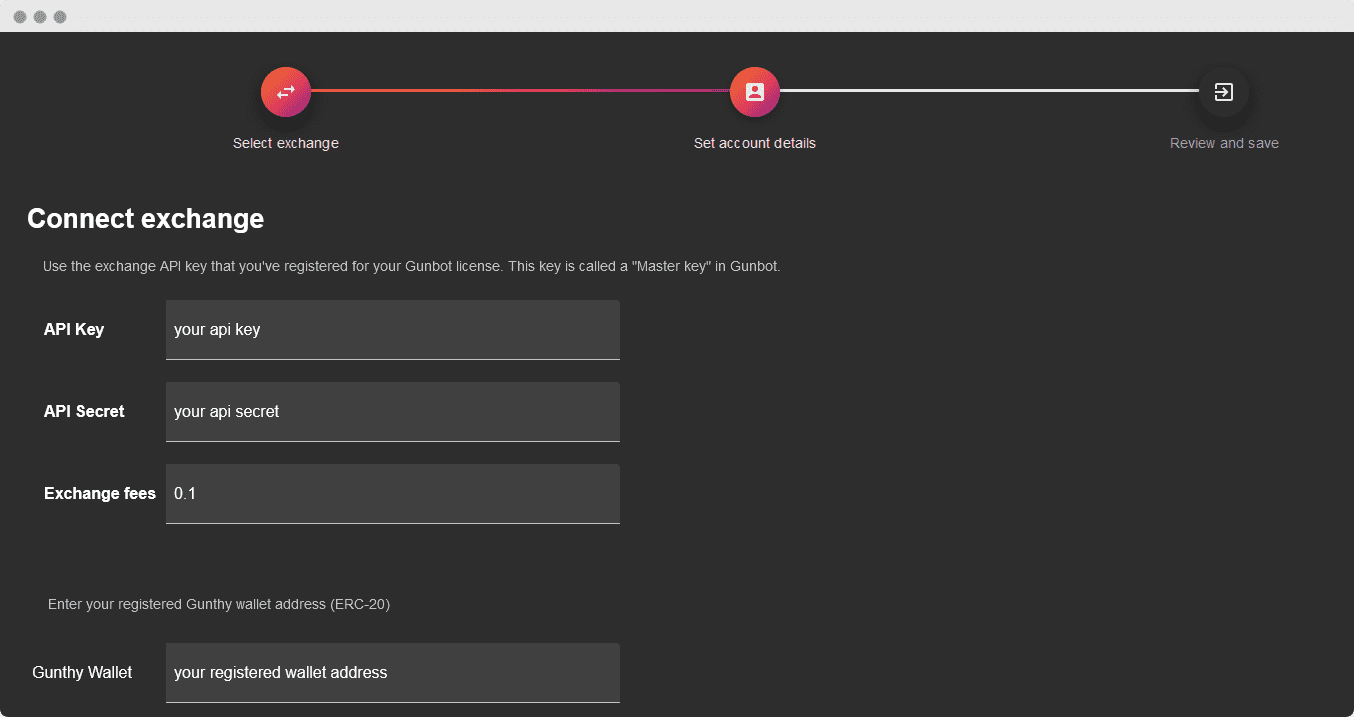 Select exchange
Set account details
Review and save
Connect exchange
Use the exchange API key that you've registered for your Gunbot license. This key is called a "Master key" in Gunbot.
API Key
your api key
API Secret
your api secret
Exchange fees
0.1
Enter your registered Gunthy wallet address (ERC-20)
Gunthy Wallet
your registered wallet address